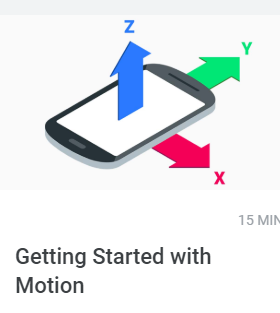 Z
Y
X
15 MIN
Getting Started with
Motion